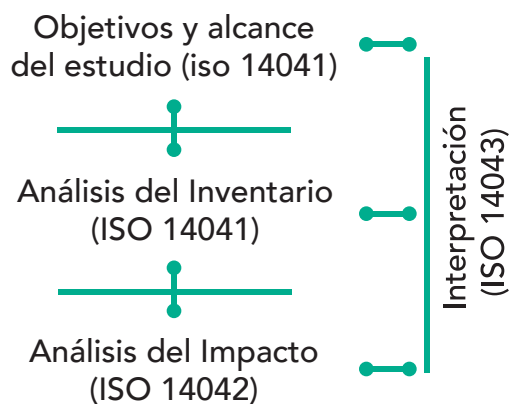 Objetivos y alcance
del estudio (iso 14041)
Análisis del Inventario
(ISO 14041)
Análisis del Impacto
(ISO 14042)
Interpretación
(ISO 14043)